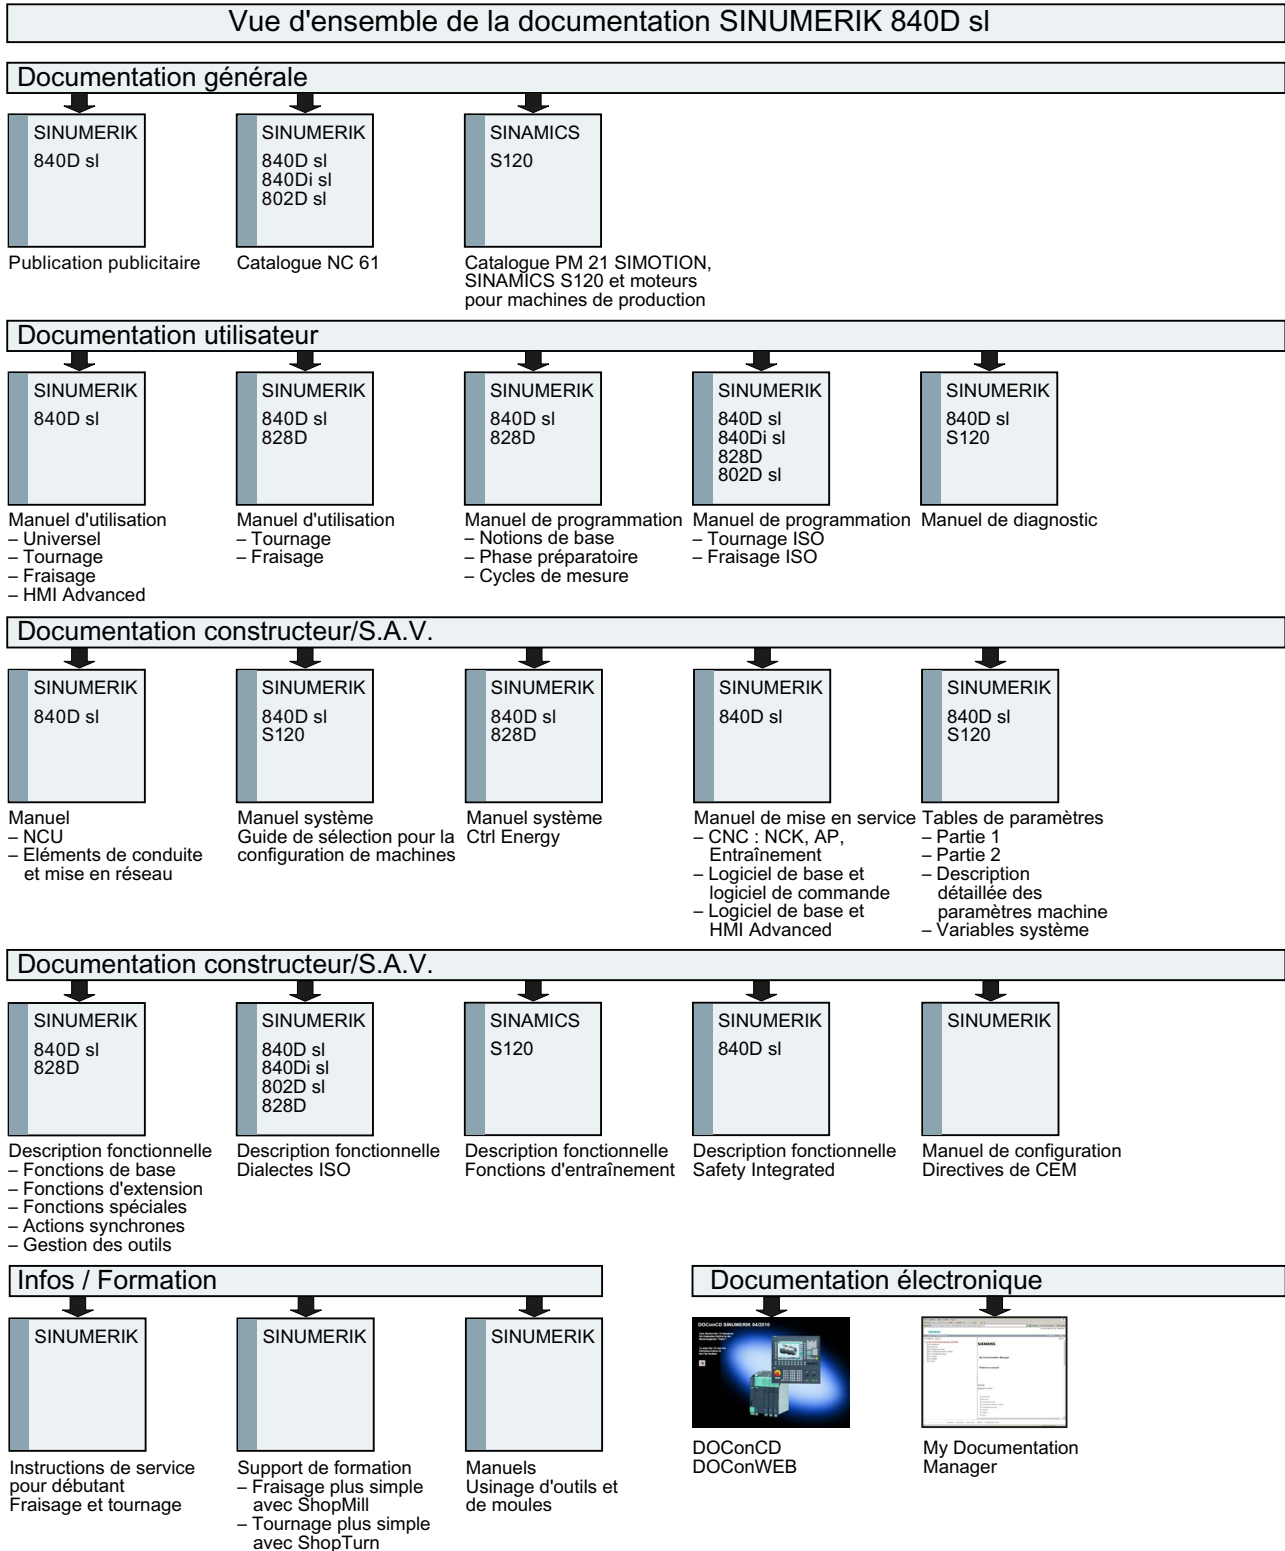 Vue d'ensemble de la documentation SINUMERIK 840D sl
Documentation générale
SINUMERIK
840D sl
Publication publicitaire
SINUMERIK
840D sl
840Di sl
802D sl
Catalogue NC 61
SINAMICS
S120
Catalogue PM 21 SIMOTION,
SINAMICS S120 et moteurs
pour machines de production
Documentation utilisateur
SINUMERIK
840D sl
Manuel d'utilisation
– Universel
– Tournage
– Fraisage
– HMI Advanced
SINUMERIK
840D sl
828D
Manuel d'utilisation
– Tournage
– Fraisage
SINUMERIK
840D sl
828D
Manuel de programmation
– Notions de base
– Phase préparatoire
– Cycles de mesure
SINUMERIK
840D sl
840Di sl
828D
802D sl
Manuel de programmation
– Tournage ISO
– Fraisage ISO
SINUMERIK
840D sl
S120
Manuel de diagnostic
Documentation constructeur/S.A.V.
SINUMERIK
840D sl
Manuel
– NCU
– Eléments de conduite
et mise en réseau
SINUMERIK
840D sl
S120
Manuel système
Guide de sélection pour la
configuration de machines
SINUMERIK
840D sl
828D
Manuel système
Ctrl Energy
SINUMERIK
840D sl
Manuel de mise en service
– CNC : NCK, AP,
Entraînement
– Logiciel de base et
logiciel de commande
– Logiciel de base et
HMI Advanced
SINUMERIK
840D sl
S120
Tables de paramètres
– Partie 1
– Partie 2
– Description
détaillée des
paramètres machine
– Variables système
Documentation constructeur/S.A.V.
SINUMERIK
840D sl
828D
Description fonctionnelle
– Fonctions de base
– Fonctions d'extension
– Fonctions spéciales
– Actions synchrones
– Gestion des outils
SINUMERIK
840D sl
840Di sl
802D sl
828D
Description fonctionnelle
Dialectes ISO
SINAMICS
S120
Description fonctionnelle
Fonctions d'entraînement
SINUMERIK
840D sl
Description fonctionnelle
Safety Integrated
SINUMERIK
Manuel de configuration
Directives de CEM
Infos / Formation
SINUMERIK
Instructions de service
pour débutant
Fraisage et tournage
SINUMERIK
Support de formation
– Fraisage plus simple
avec ShopMill
– Tournage plus simple
avec ShopTurn
SINUMERIK
Manuels
Usinage d'outils et
de moules
Documentation électronique
DOConCD SINUMERIK 04/2010
DOConCD
DOConWEB
SIEMENS
My Documentation Manager
My Documentation
Manager